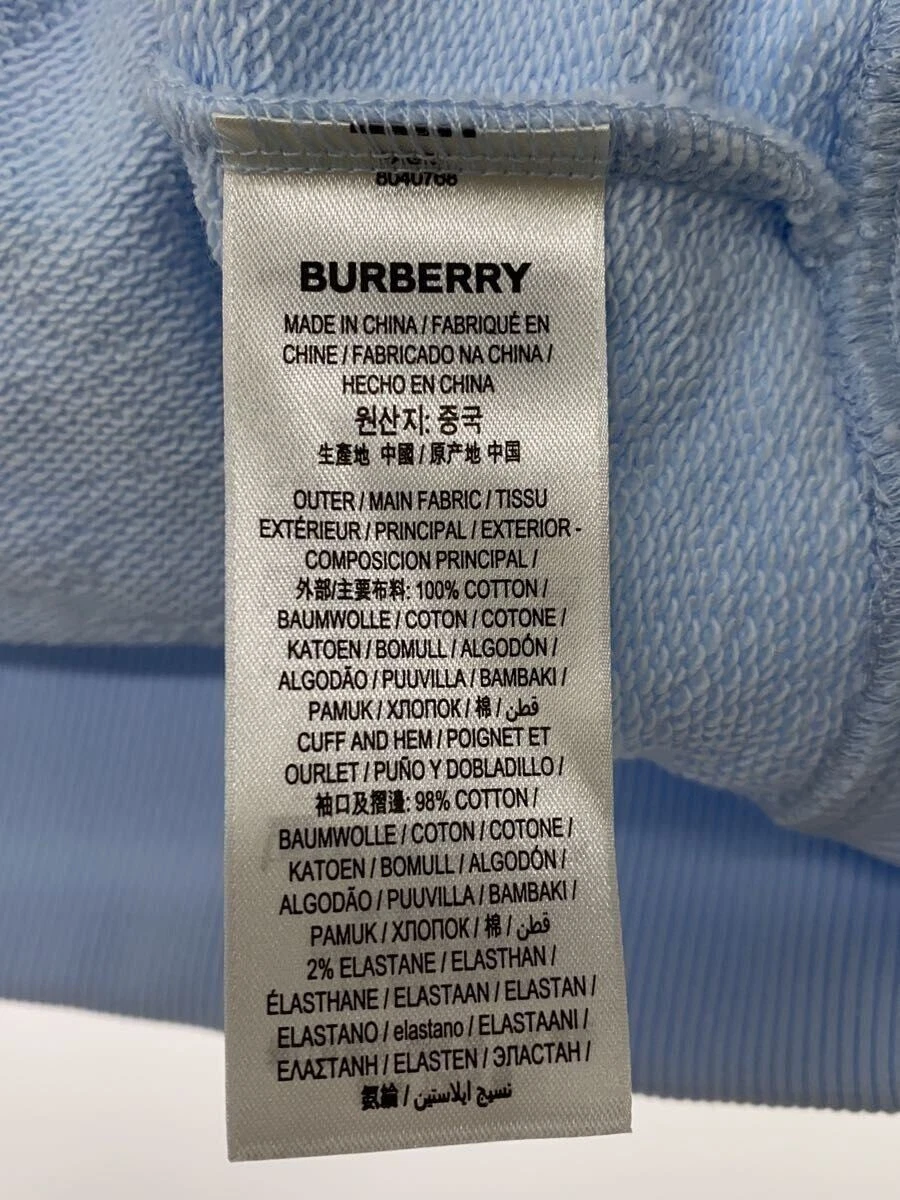 8040768
BURBERRY
MADE IN CHINA / FABRIQUÉ EN
CHINE / FABRICADO NA CHINA /
HECHO EN CHINA
원산지: 중국
生產地 中國 / 原产地 中国
OUTER / MAIN FABRIC / TISSU
EXTÉRIEUR / PRINCIPAL / EXTERIOR -
COMPOSICION PRINCIPAL /
外部/主要布料: 100% COTTON /
BAUMWOLLE / COTON / COTONE /
KATOEN / BOMULL / ALGODÓN /
ALGODÃO / PUUVILLA / BAMBAKI /
PAMUK / ХЛОПОК / 棉 / قطن
CUFF AND HEM / POIGNET ET
OURLET / PUÑO Y DOBLADILLO /
袖口及摺邊: 98% COTTON /
BAUMWOLLE / COTON / COTONE /
KATOEN / BOMULL / ALGODÓN /
ALGODÃO / PUUVILLA / BAMBAKI /
PAMUK / ХЛОПОК / 棉 / قطن
2% ELASTANE / ELASTHAN /
ÉLASTHANE / ELASTAAN / ELASTAN /
ELASTANO / elastano / ELASTAANI /
ΕΛΑΣΤΑΝΗ / ELASTEN / ЭЛАСТАН /
氨綸 / نسيج ايلاستين